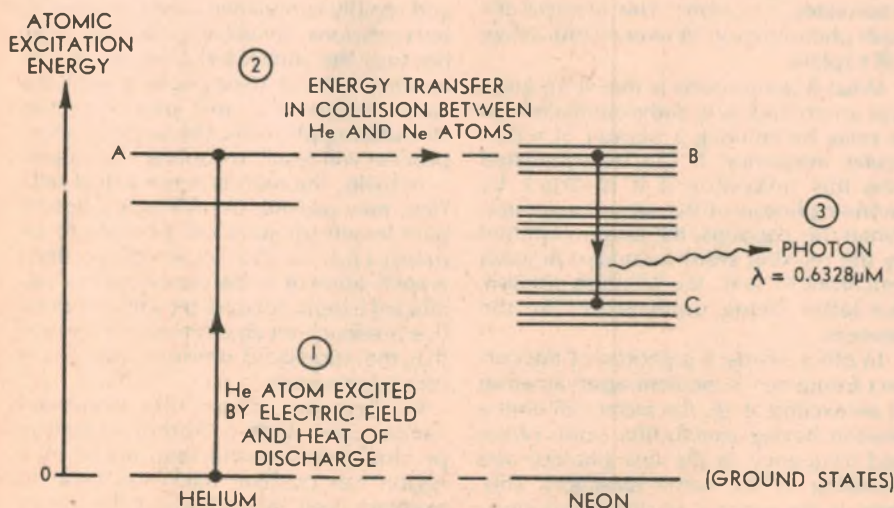 ATOMIC
EXCITATION
ENERGY
②
ENERGY TRANSFER
IN COLLISION BETWEEN
He AND Ne ATOMS
A
B
③
PHOTON
λ = 0.6328µM
C
①
He ATOM EXCITED
BY ELECTRIC FIELD
AND HEAT OF
DISCHARGE
0
(GROUND STATES)
HELIUM
NEON